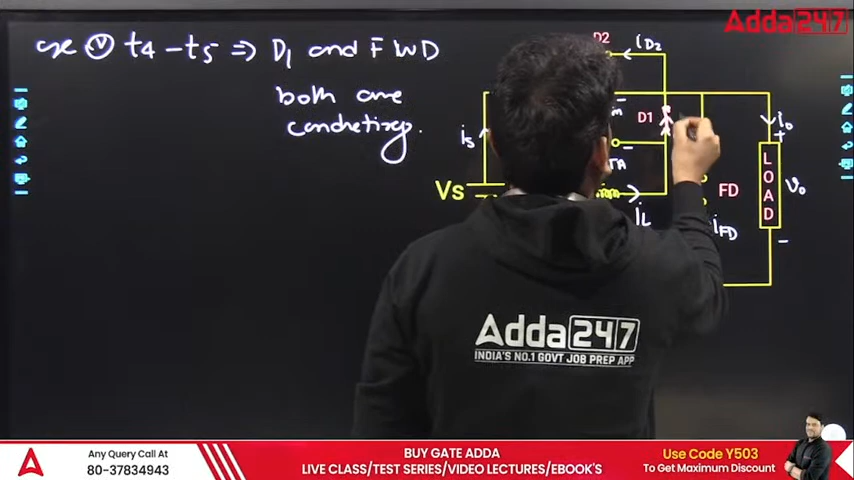 Adda247
case (V) t4 - t5 ⇒ D1 and FWD
both are
conducting.
D2
iD2
D1
is
Vs
TA
iL
FD
iFD
io
+
LOAD
vo
-
Adda247
INDIA'S NO.1 GOVT JOB PREP APP
Any Query Call At
80-37834943
BUY GATE ADDA
LIVE CLASS/TEST SERIES/VIDEO LECTURES/EBOOK'S
Use Code Y503
To Get Maximum Discount